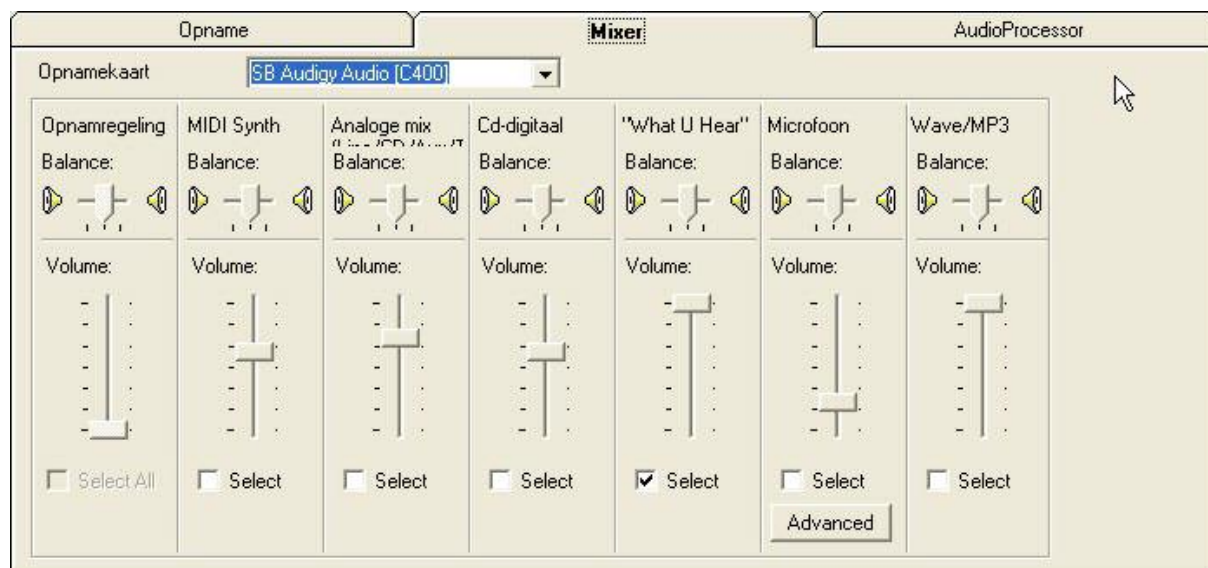 Opname
Mixer
AudioProcessor
Opnamekaart
SB Audigy Audio [C400]
Opnamregeling
Balance:
Volume:
Select All
MIDI Synth
Balance:
Volume:
Select
Analoge mix
Balance:
Volume:
Select
Cd-digitaal
Balance:
Volume:
Select
"What U Hear"
Balance:
Volume:
Select
Microfoon
Balance:
Volume:
Select
Advanced
Wave/MP3
Balance:
Volume:
Select